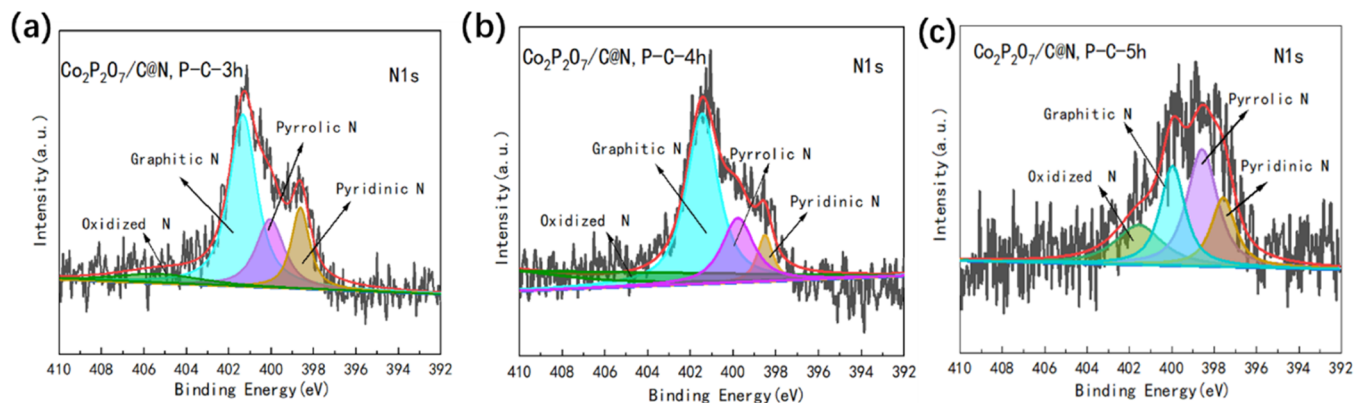 (a)
Co₂P₂O₇/C@N, P-C-3h
N1s
Pyrrolic N
Graphitic N
Pyridinic N
Oxidized N
Intensity(a.u.)
410 408 406 404 402 400 398 396 394 392
Binding Energy(eV)
(b)
Co₂P₂O₇/C@N, P-C-4h
N1s
Graphitic N
Pyrrolic N
Pyridinic N
Oxidized N
Intensity(a.u.)
410 408 406 404 402 400 398 396 394 392
Binding Energy(eV)
(c)
Co₂P₂O₇/C@N, P-C-5h
N1s
Pyrrolic N
Graphitic N
Oxidized N
Pyridinic N
Intensity(a.u.)
410 408 406 404 402 400 398 396 394 392
Binding Energy(eV)